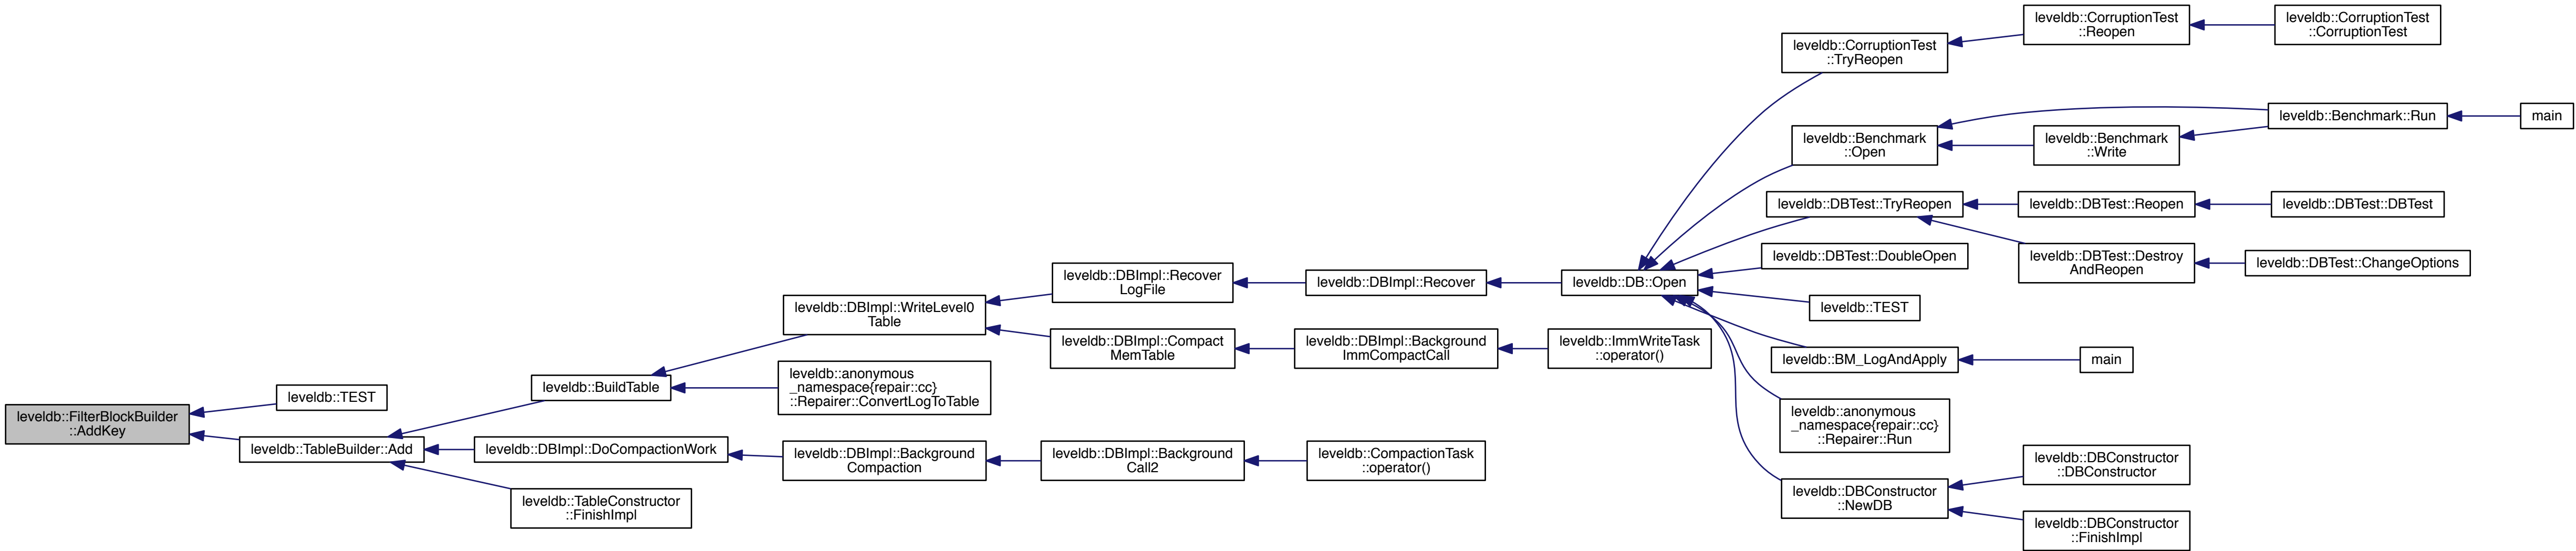 leveldb::FilterBlockBuilder
::AddKey
leveldb::TEST
leveldb::TableBuilder::Add
leveldb::BuildTable
leveldb::DBImpl::DoCompactionWork
leveldb::TableConstructor
::FinishImpl
leveldb::DBImpl::WriteLevel0
Table
leveldb::anonymous
_namespace{repair::cc}
::Repairer::ConvertLogToTable
leveldb::DBImpl::Background
Compaction
leveldb::DBImpl::Recover
LogFile
leveldb::DBImpl::Compact
MemTable
leveldb::DBImpl::Background
Call2
leveldb::DBImpl::Recover
leveldb::DBImpl::Background
ImmCompactCall
leveldb::CompactionTask
::operator()
leveldb::DB::Open
leveldb::ImmWriteTask
::operator()
leveldb::CorruptionTest
::TryReopen
leveldb::Benchmark
::Open
leveldb::DBTest::TryReopen
leveldb::DBTest::DoubleOpen
leveldb::TEST
leveldb::BM_LogAndApply
leveldb::anonymous
_namespace{repair::cc}
::Repairer::Run
leveldb::DBConstructor
::NewDB
leveldb::CorruptionTest
::Reopen
leveldb::Benchmark
::Write
leveldb::DBTest::Reopen
leveldb::DBTest::Destroy
AndReopen
main
leveldb::DBConstructor
::DBConstructor
leveldb::DBConstructor
::FinishImpl
leveldb::CorruptionTest
::CorruptionTest
leveldb::Benchmark::Run
leveldb::DBTest::DBTest
leveldb::DBTest::ChangeOptions
main